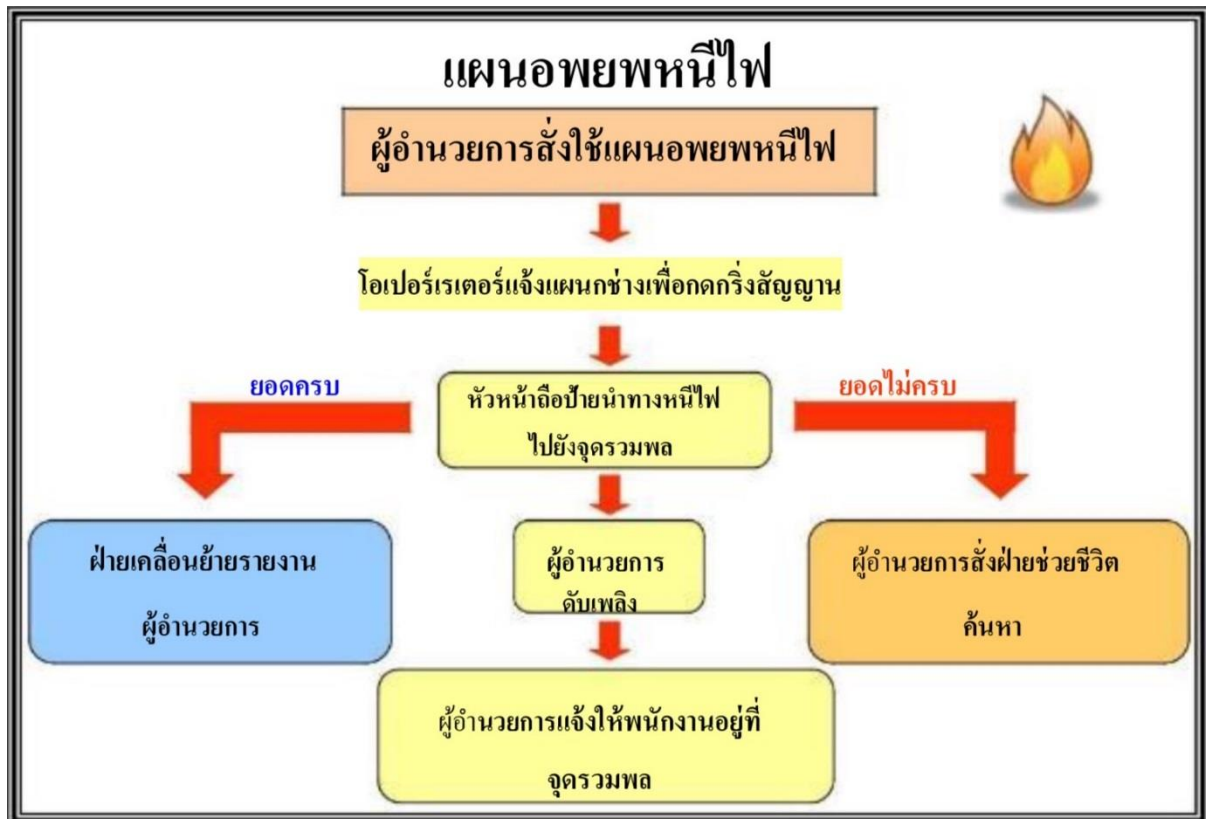 แผนอพยพหนีไฟ
ผู้อำนวยการสั่งใช้แผนอพยพหนีไฟ
โอเปอร์เรเตอร์แจ้งแผนกช่างเพื่อกดกริ่งสัญญาน
ยอดครบ
หัวหน้าถือป้ายนำทางหนีไฟ
ไปยังจุดรวมพล
ยอดไม่ครบ
ฝ่ายเคลื่อนย้ายรายงาน
ผู้อำนวยการ
ผู้อำนวยการ
ดับเพลิง
ผู้อำนวยการสั่งฝ่ายช่วยชีวิต
ค้นหา
ผู้อำนวยการแจ้งให้พนักงานอยู่ที่
จุดรวมพล